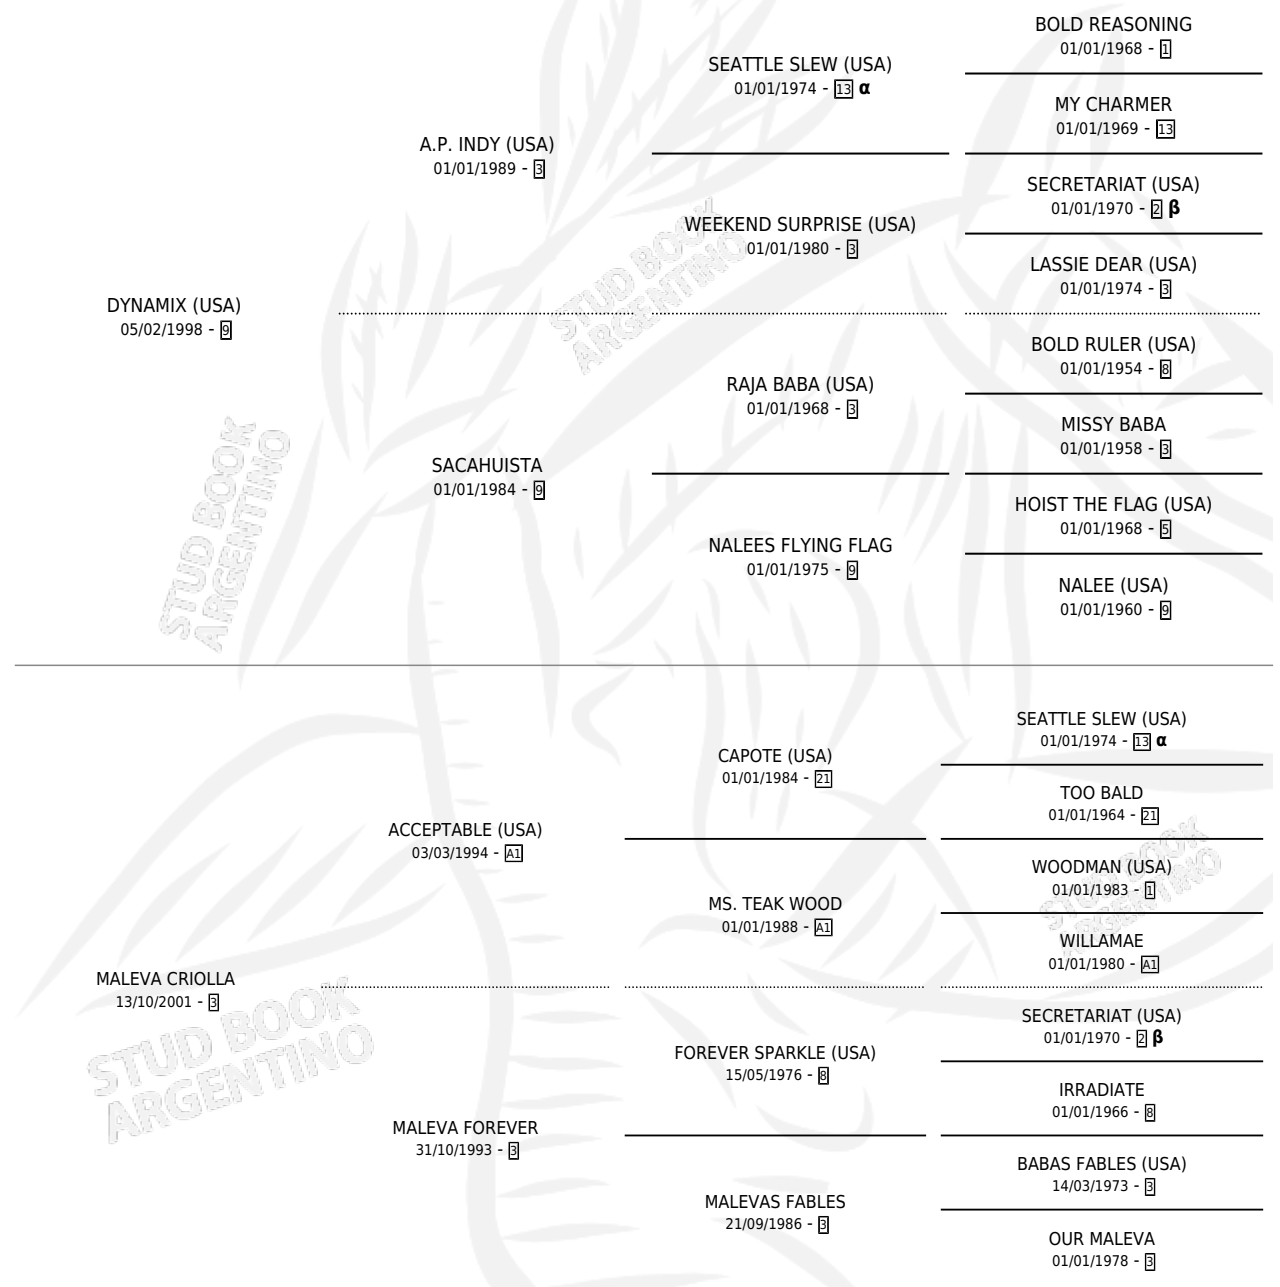 BOLD REASONING
01/01/1968 - 1
SEATTLE SLEW (USA)
01/01/1974 - 13 α
MY CHARMER
01/01/1969 - 13
A.P. INDY (USA)
01/01/1989 - 3
SECRETARIAT (USA)
01/01/1970 - 2 β
WEEKEND SURPRISE (USA)
01/01/1980 - 3
LASSIE DEAR (USA)
01/01/1974 - 3
DYNAMIX (USA)
05/02/1998 - 9
STUD BOOK
ARGENTINO
BOLD RULER (USA)
01/01/1954 - 8
RAJA BABA (USA)
01/01/1968 - 3
MISSY BABA
01/01/1958 - 3
SACAHUISTA
01/01/1984 - 9
STUD BOOK
ARGENTINO
HOIST THE FLAG (USA)
01/01/1968 - 5
NALEES FLYING FLAG
01/01/1975 - 9
NALEE (USA)
01/01/1960 - 9
SEATTLE SLEW (USA)
01/01/1974 - 13 α
CAPOTE (USA)
01/01/1984 - 21
TOO BALD
01/01/1964 - 21
ACCEPTABLE (USA)
03/03/1994 - A1
WOODMAN (USA)
01/01/1983 - 1
STUD BOOK
ARGENTINO
MS. TEAK WOOD
01/01/1988 - A1
WILLAMAE
01/01/1980 - A1
MALEVA CRIOLLA
13/10/2001 - 3
STUD BOOK
ARGENTINO
SECRETARIAT (USA)
01/01/1970 - 2 β
FOREVER SPARKLE (USA)
15/05/1976 - 8
IRRADIATE
01/01/1966 - 8
MALEVA FOREVER
31/10/1993 - 3
BABAS FABLES (USA)
14/03/1973 - 3
MALEVAS FABLES
21/09/1986 - 3
OUR MALEVA
01/01/1978 - 3